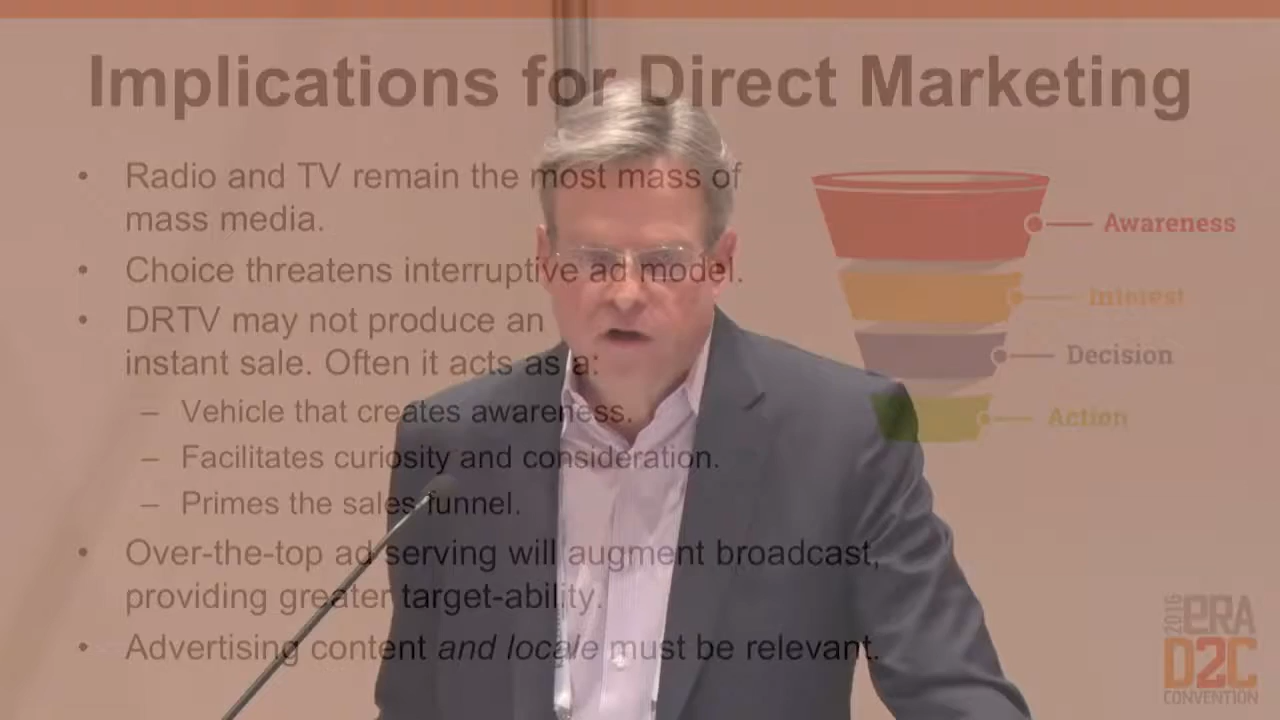 Implications for Direct Marketing
• Radio and TV remain the most mass of
mass media.
• Choice threatens interruptive ad model.
• DRTV may not produce an
instant sale. Often it acts as a:
– Vehicle that creates awareness.
– Facilitates curiosity and consideration.
– Primes the sales funnel.
• Over-the-top ad serving will augment broadcast,
providing greater target-ability.
• Advertising content and locale must be relevant.
Awareness
Interest
Decision
Action
2016 ERA
D2C
CONVENTION